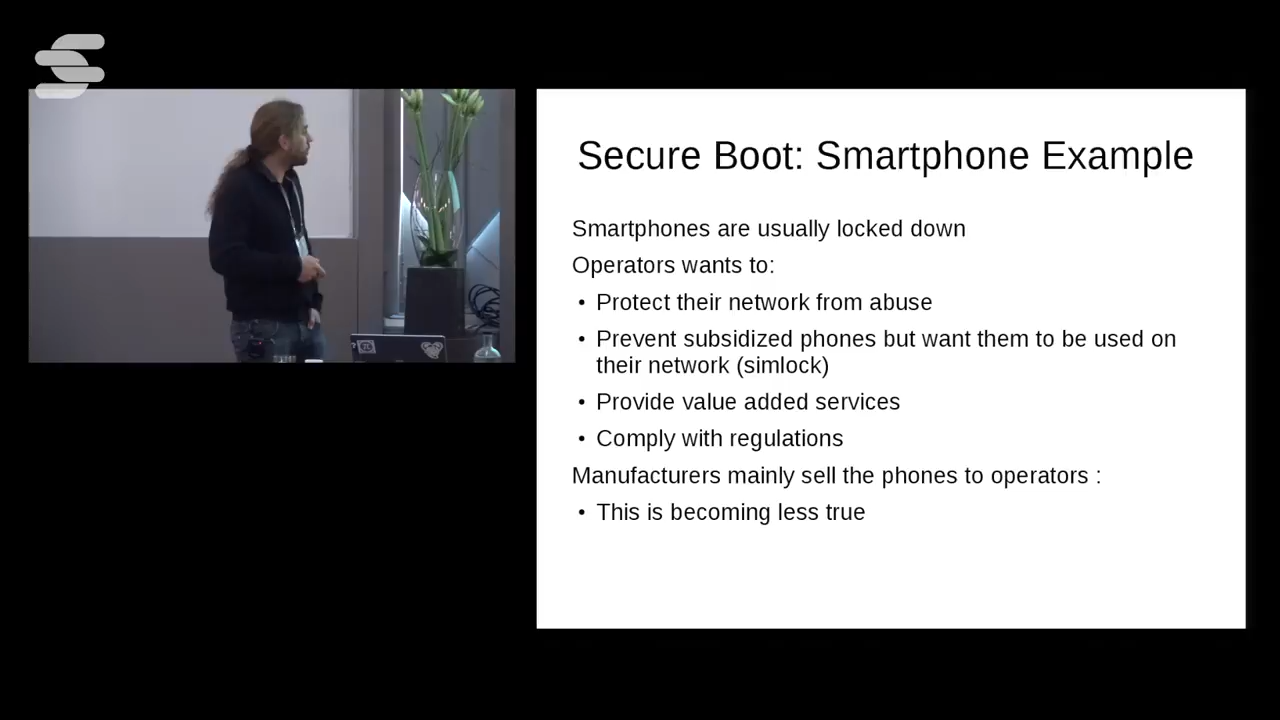 Secure Boot: Smartphone Example
Smartphones are usually locked down
Operators wants to:
• Protect their network from abuse
• Prevent subsidized phones but want them to be used on
their network (simlock)
• Provide value added services
• Comply with regulations
Manufacturers mainly sell the phones to operators :
• This is becoming less true